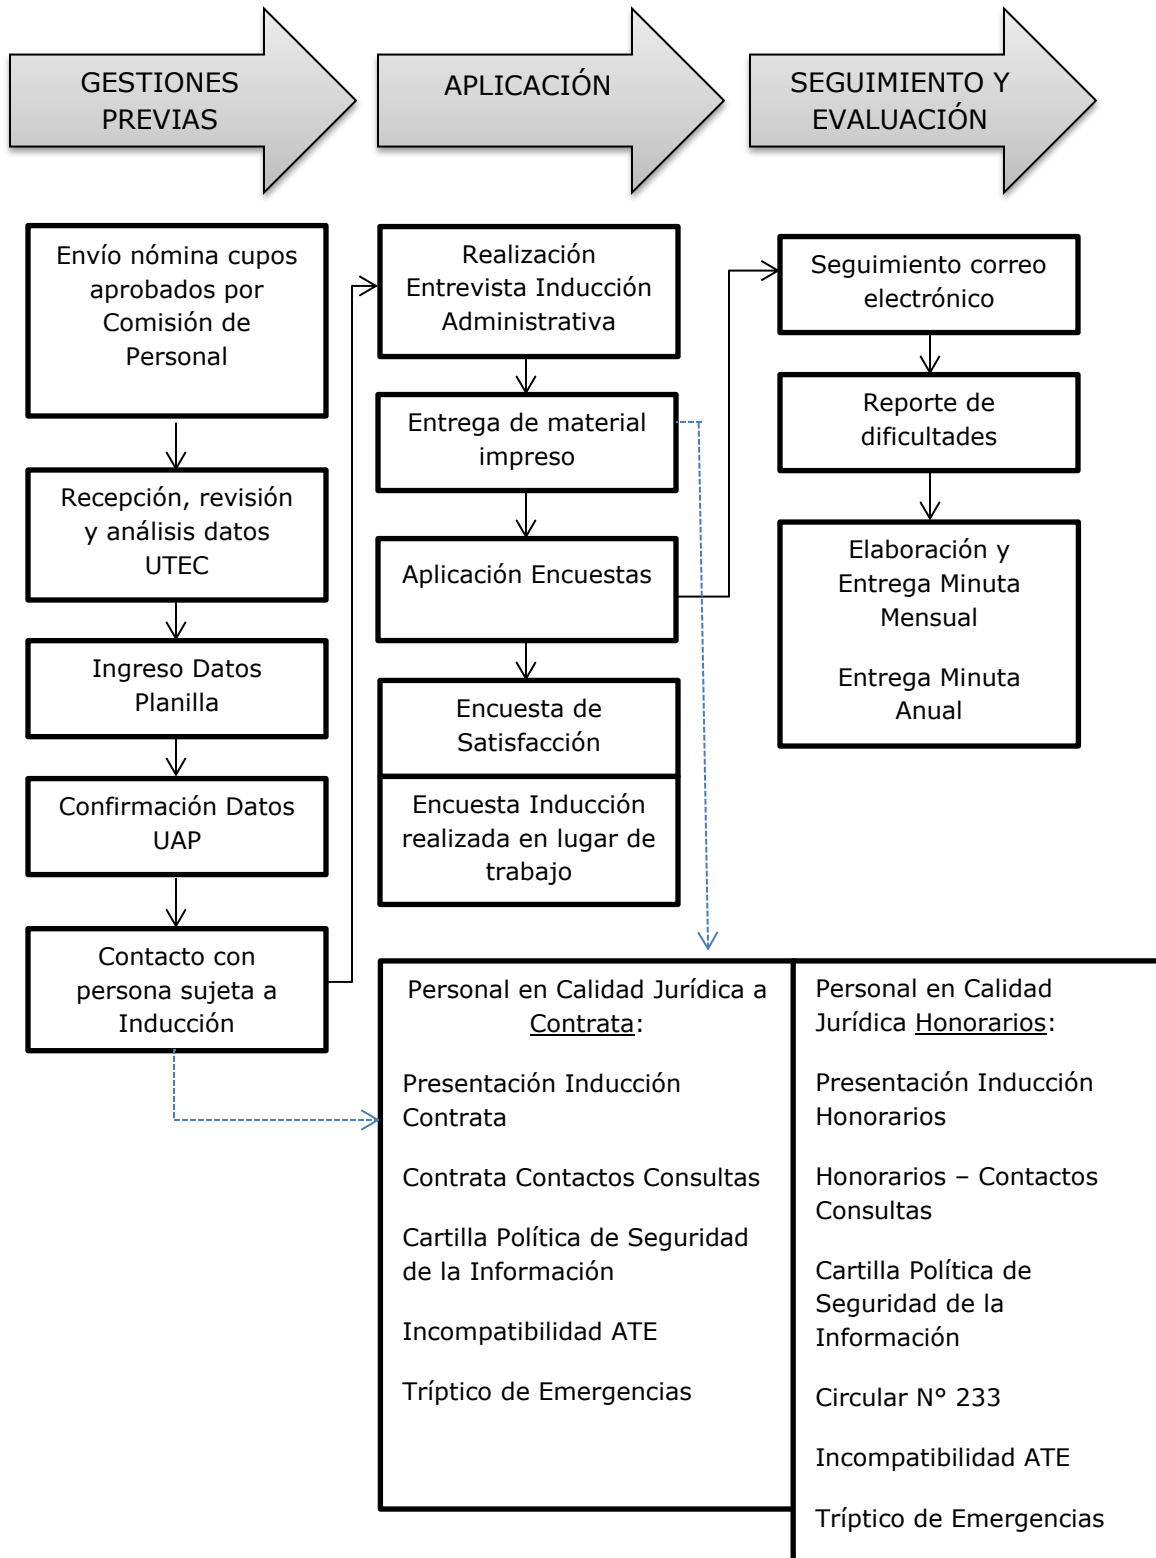 GESTIONES
PREVIAS
APLICACIÓN
SEGUIMIENTO Y
EVALUACIÓN
Envío nómina cupos
aprobados por
Comisión de
Personal
Recepción, revisión
y análisis datos
UTEC
Ingreso Datos
Planilla
Confirmación Datos
UAP
Contacto con
persona sujeta a
Inducción
Realización
Entrevista Inducción
Administrativa
Entrega de material
impreso
Aplicación Encuestas
Encuesta de
Satisfacción
Encuesta Inducción
realizada en lugar de
trabajo
Seguimiento correo
electrónico
Reporte de
dificultades
Elaboración y
Entrega Minuta
Mensual
Entrega Minuta
Anual
Personal en Calidad Jurídica a
Contrata:
Presentación Inducción
Contrata
Contrata Contactos Consultas
Cartilla Política de Seguridad
de la Información
Incompatibilidad ATE
Tríptico de Emergencias
Personal en Calidad
Jurídica Honorarios:
Presentación Inducción
Honorarios
Honorarios – Contactos
Consultas
Cartilla Política de
Seguridad de la
Información
Circular N° 233
Incompatibilidad ATE
Tríptico de Emergencias